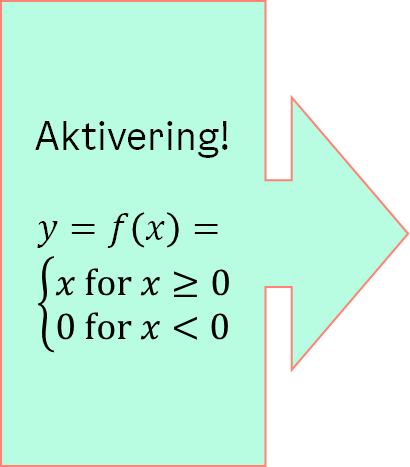 Aktivering!
y = f(x) =
{x for x ≥ 0
0 for x < 0